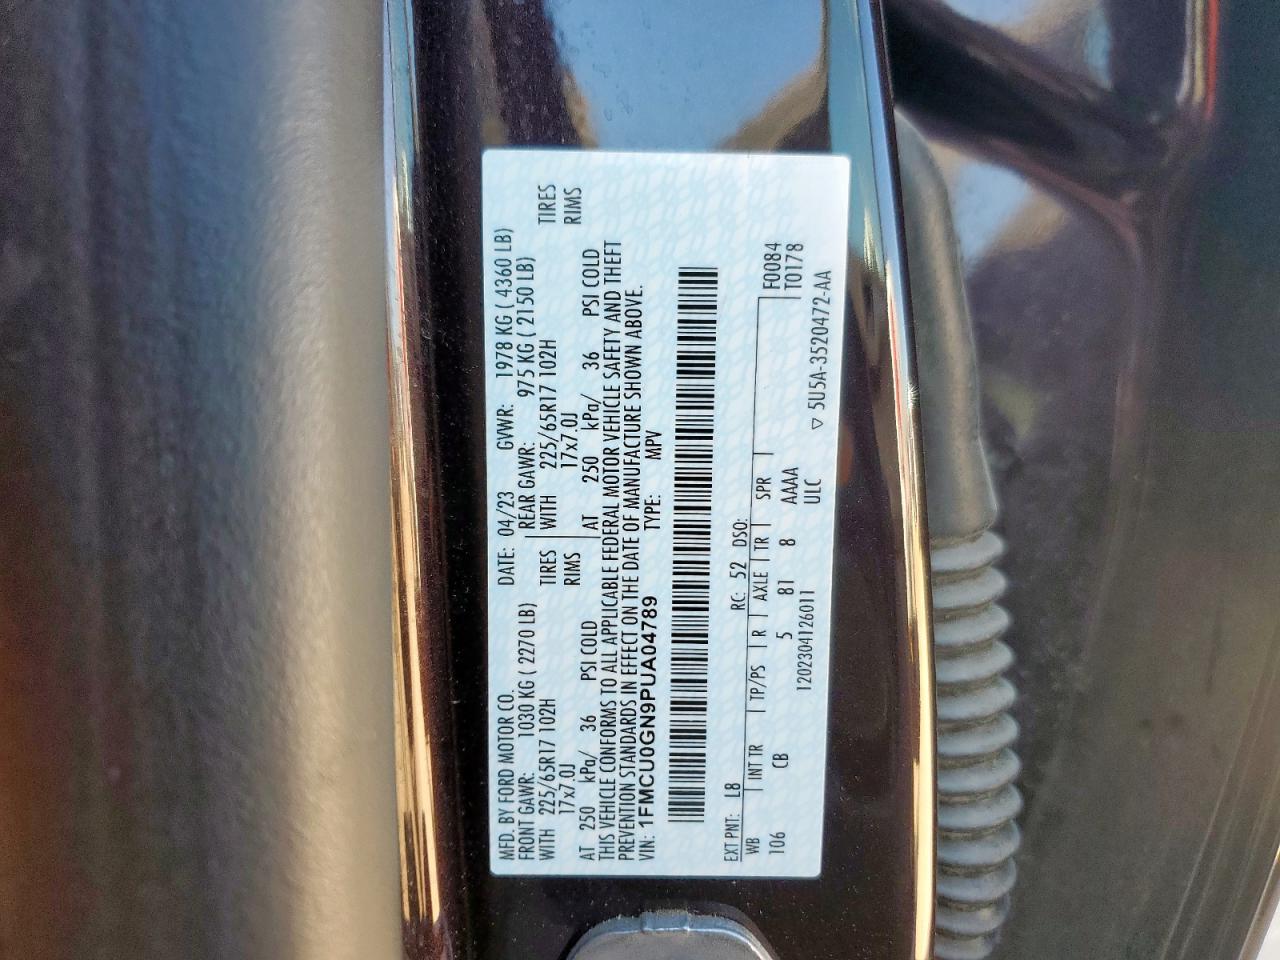 MFD. BY FORD MOTOR CO. DATE: 04/23 GVWR: 1978 KG ( 4360 LB)
FRONT GAWR: 1030 KG ( 2270 LB) REAR GAWR: 975 KG ( 2150 LB)
WITH 225/65R17 102H TIRES WITH 225/65R17 102H TIRES
17x7.0J RIMS 17x7.0J RIMS
AT 250 kPa/ 36 PSI COLD AT 250 kPa/ 36 PSI COLD
THIS VEHICLE CONFORMS TO ALL APPLICABLE FEDERAL MOTOR VEHICLE SAFETY AND THEFT
PREVENTION STANDARDS IN EFFECT ON THE DATE OF MANUFACTURE SHOWN ABOVE.
VIN: 1FMCU0GN9PUA04789 TYPE: MPV
EXT PNT: L8 RC: 52 DSO:
WB INT TR TP/PS R AXLE TR SPR F0084
106 CB 5 81 8 AAAA T0178
1202304126011 ULC
▽ 5U5A-3520472-AA